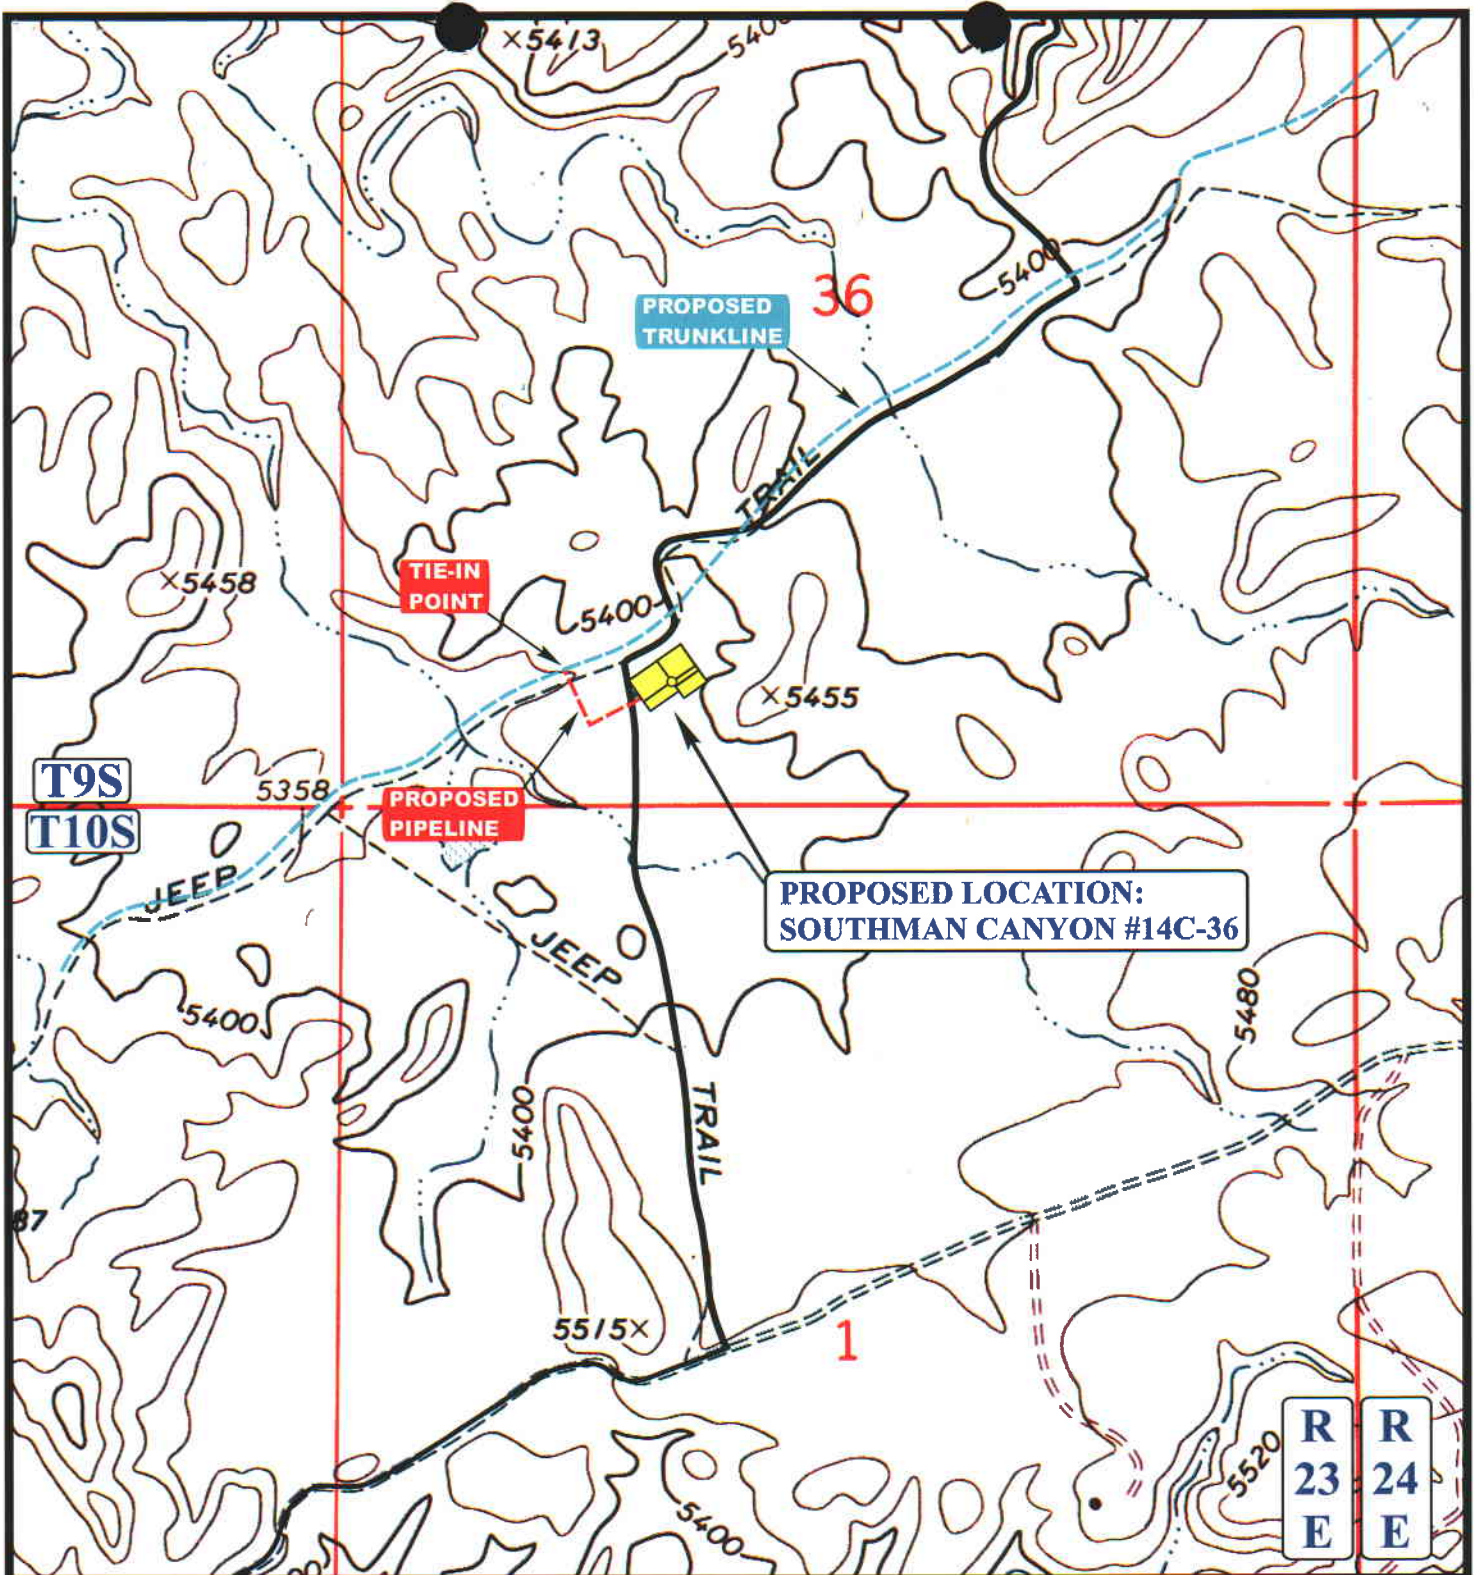 ×5413
5400
36
PROPOSED
TRUNKLINE
5400
TRAIL
×5458
TIE-IN
POINT
5400
×5455
T9S
T10S
5358
PROPOSED
PIPELINE
JEEP
PROPOSED LOCATION:
SOUTHMAN CANYON #14C-36
JEEP
5400
5480
5400
TRAIL
87
5515×
1
5520
5400
R
23
E
R
24
E